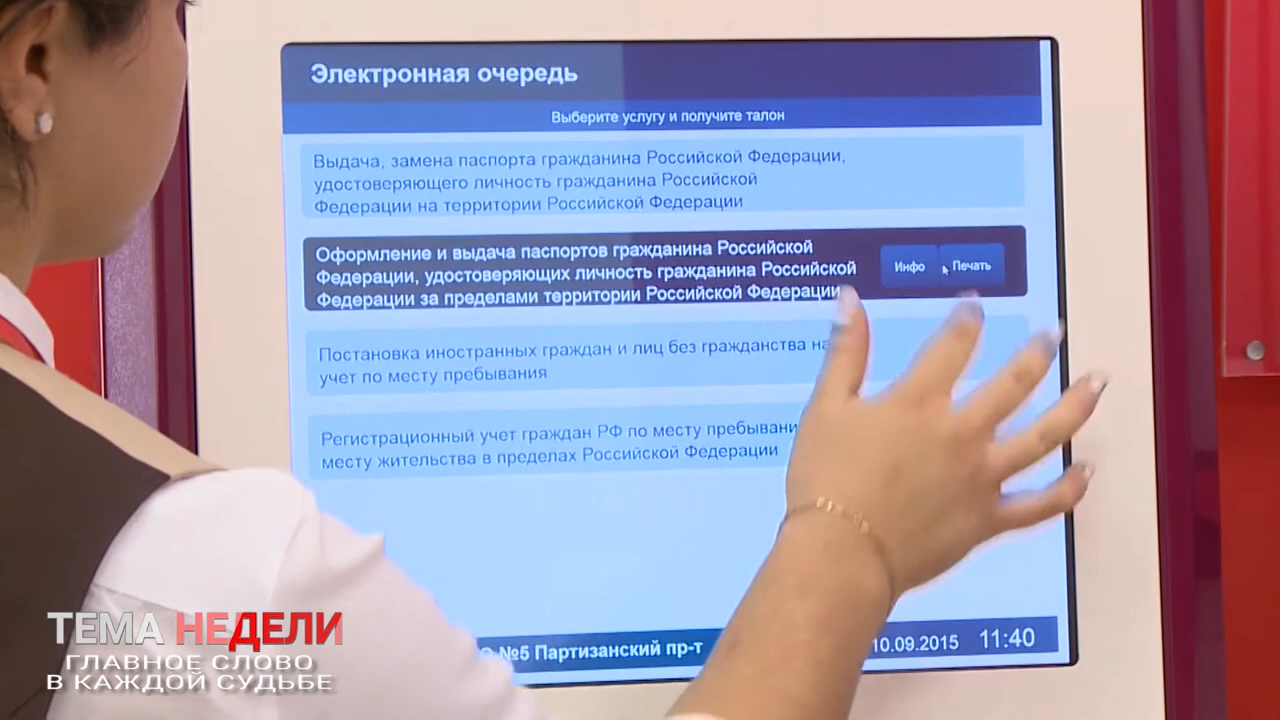 Электронная очередь
Выберите услугу и получите талон
Выдача, замена паспорта гражданина Российской Федерации,
удостоверяющего личность гражданина Российской
Федерации на территории Российской Федерации
Оформление и выдача паспортов гражданина Российской
Федерации, удостоверяющих личность гражданина Российской
Федерации за пределами территории Российской Федерации
Инфо
Печать
Постановка иностранных граждан и лиц без гражданства на
учет по месту пребывания
Регистрационный учет граждан РФ по месту
месту жительства в пределах Российской Федерации
№5 Партизанский пр-т
10.09.2015 11:40
ТЕМА НЕДЕЛИ
ГЛАВНОЕ СЛОВО
В КАЖДОЙ СУДЬБЕ